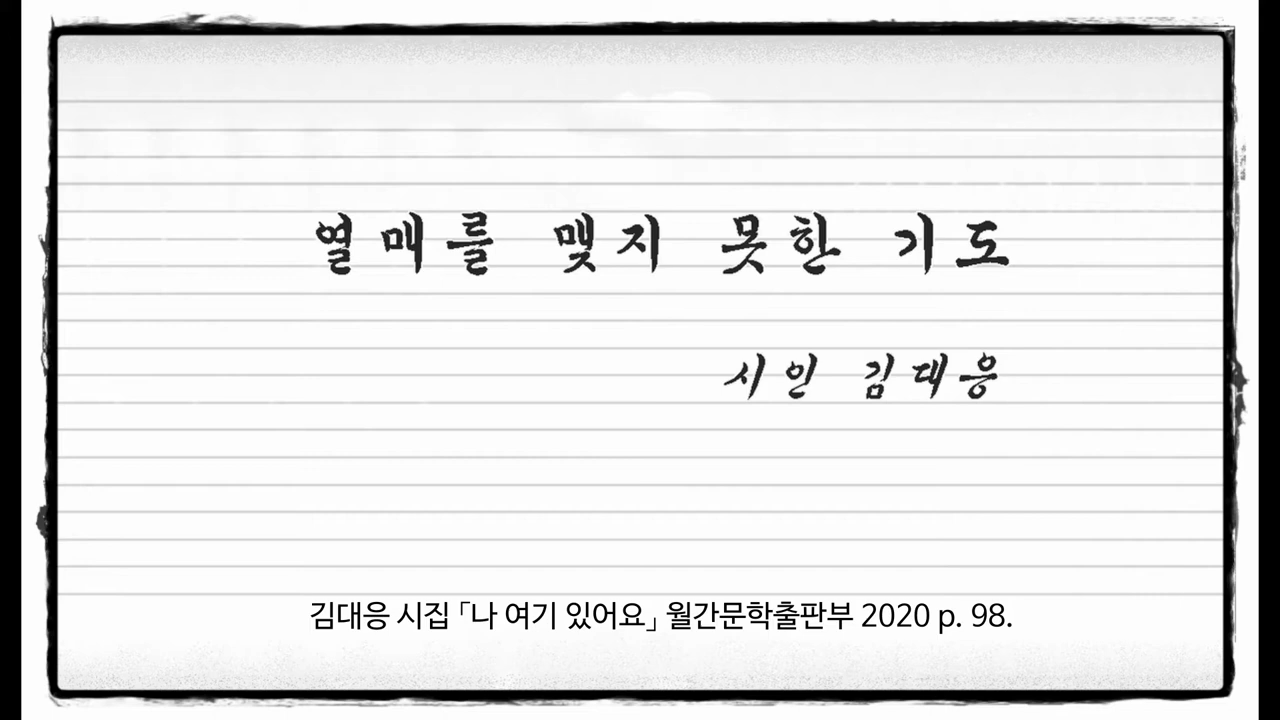 열매를 맺지 못한 기도
시인 김대응
김대응 시집 「나 여기 있어요」 월간문학출판부 2020 p. 98.